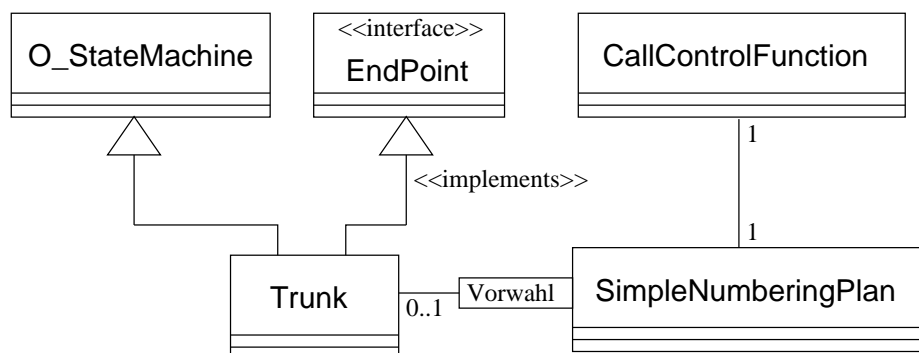 O_StateMachine
<<interface>>
EndPoint
CallControlFunction
1
<<implements>>
1
Trunk
0..1
Vorwahl
SimpleNumberingPlan